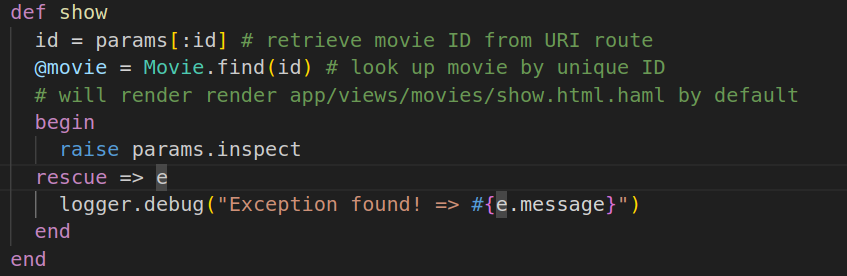 def show
  id = params[:id] # retrieve movie ID from URI route
  @movie = Movie.find(id) # look up movie by unique ID
  # will render render app/views/movies/show.html.haml by default
  begin
    raise params.inspect
  rescue => e
    logger.debug("Exception found! => #{e.message}")
  end
end